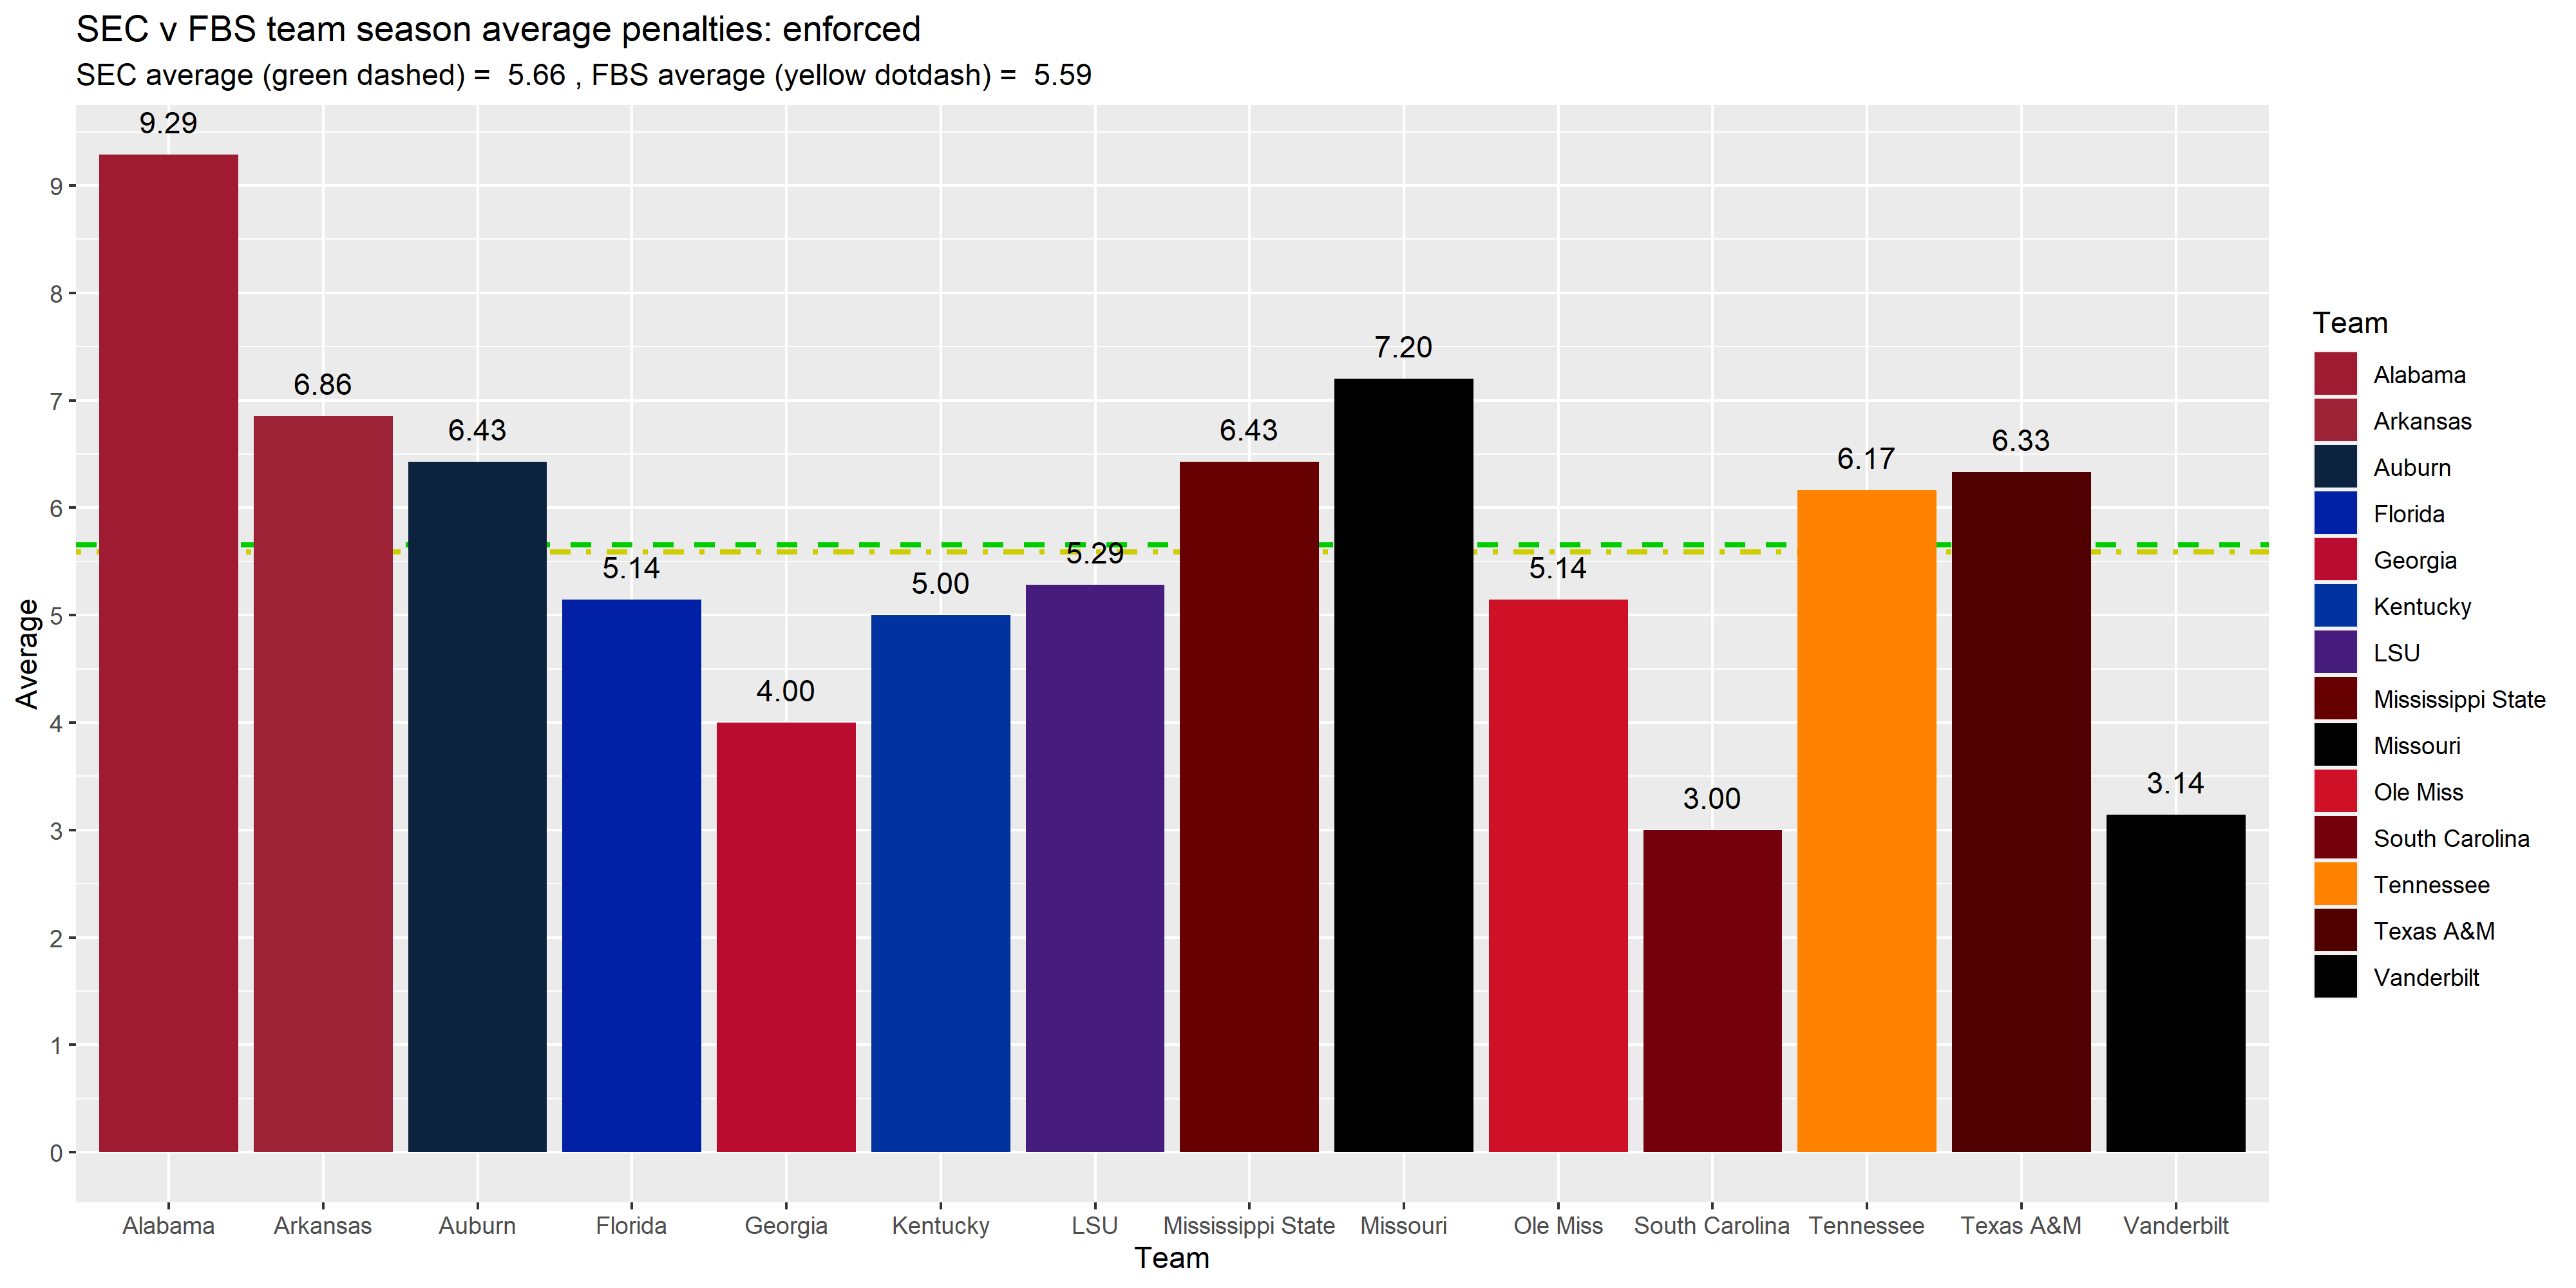 SEC v FBS team season average penalties: enforced
SEC average (green dashed) =  5.66 , FBS average (yellow dotdash) =  5.59
9.29
6.86
6.43
5.14
4.00
5.00
5.29
6.43
7.20
5.14
3.00
6.17
6.33
3.14
9
8
7
6
5
4
3
2
1
0
Average
Alabama
Arkansas
Auburn
Florida
Georgia
Kentucky
LSU
Mississippi State
Missouri
Ole Miss
South Carolina
Tennessee
Texas A&M
Vanderbilt
Team
Team
Alabama
Arkansas
Auburn
Florida
Georgia
Kentucky
LSU
Mississippi State
Missouri
Ole Miss
South Carolina
Tennessee
Texas A&M
Vanderbilt